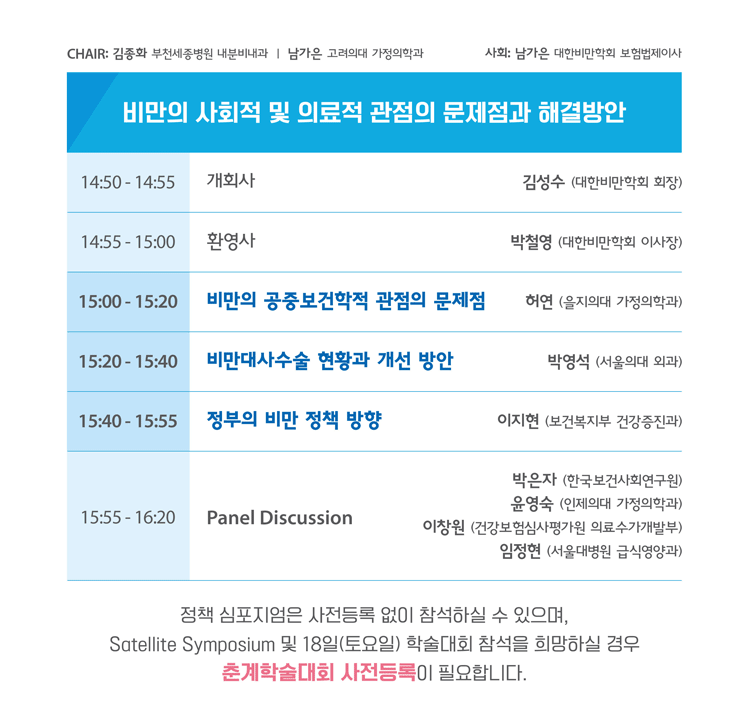 CHAIR: 김종화 부천세종병원 내분비내과 | 남가은 고려의대 가정의학과 사회: 남가은 대한비만학회 보험법제이사
비만의 사회적 및 의료적 관점의 문제점과 해결방안
14:50 - 14:55 개회사 김성수 (대한비만학회 회장)
14:55 - 15:00 환영사 박철영 (대한비만학회 이사장)
15:00 - 15:20 비만의 공중보건학적 관점의 문제점 허연 (을지의대 가정의학과)
15:20 - 15:40 비만대사수술 현황과 개선 방안 박영석 (서울의대 외과)
15:40 - 15:55 정부의 비만 정책 방향 이지현 (보건복지부 건강증진과)
15:55 - 16:20 Panel Discussion
박은자 (한국보건사회연구원)
윤영숙 (인제의대 가정의학과)
이창원 (건강보험심사평가원 의료수가개발부)
임정현 (서울대병원 급식영양과)
정책 심포지엄은 사전등록 없이 참석하실 수 있으며,
Satellite Symposium 및 18일(토요일) 학술대회 참석을 희망하실 경우
춘계학술대회 사전등록이 필요합니다.